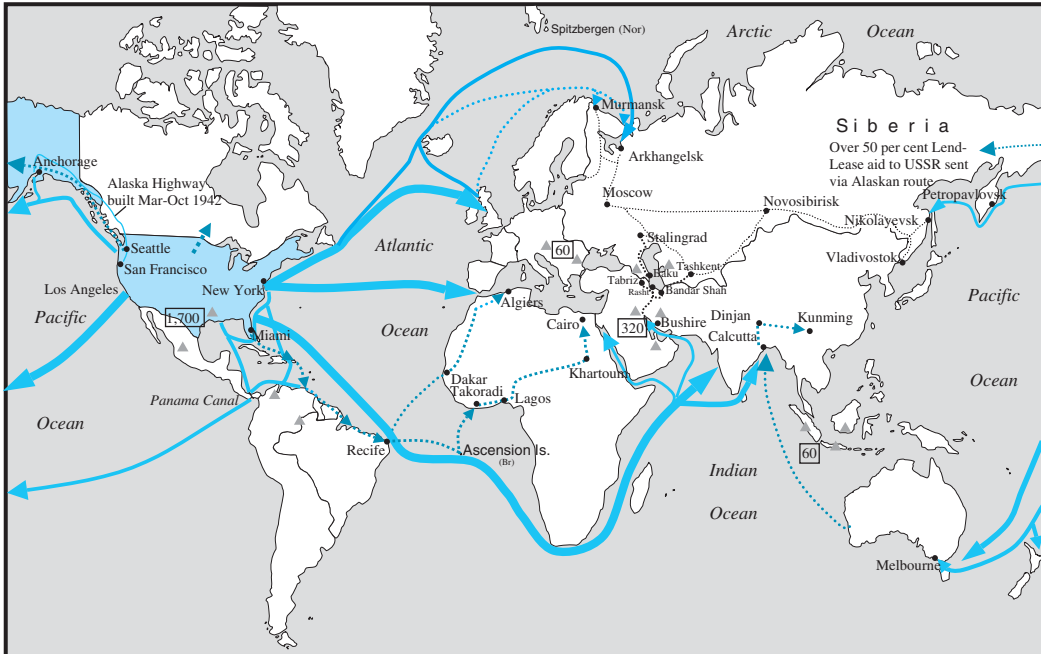 Spitzbergen (Nor)
Arctic
Ocean
Murmansk
Siberia
Over 50 per cent Lend-
Lease aid to USSR sent
via Alaskan route
Anchorage
Arkhangelsk
Alaska Highway
built Mar-Oct 1942
Moscow
Novosibirisk
Petropavlovsk
Nikolayevsk
Atlantic
Stalingrad
Seattle
60
Vladivostok
San Francisco
Tashkent
Baku
Tabriz
Rasht
Bandar Shah
New York
Los Angeles
Algiers
Pacific
Pacific
1,700
Ocean
Cairo
320
Bushire
Dinjan
Kunming
Miami
Calcutta
Khartoum
Dakar
Takoradi
Lagos
Panama Canal
Ocean
Ocean
Recife
Ascension Is.
(Br)
60
Indian
Ocean
Melbourne